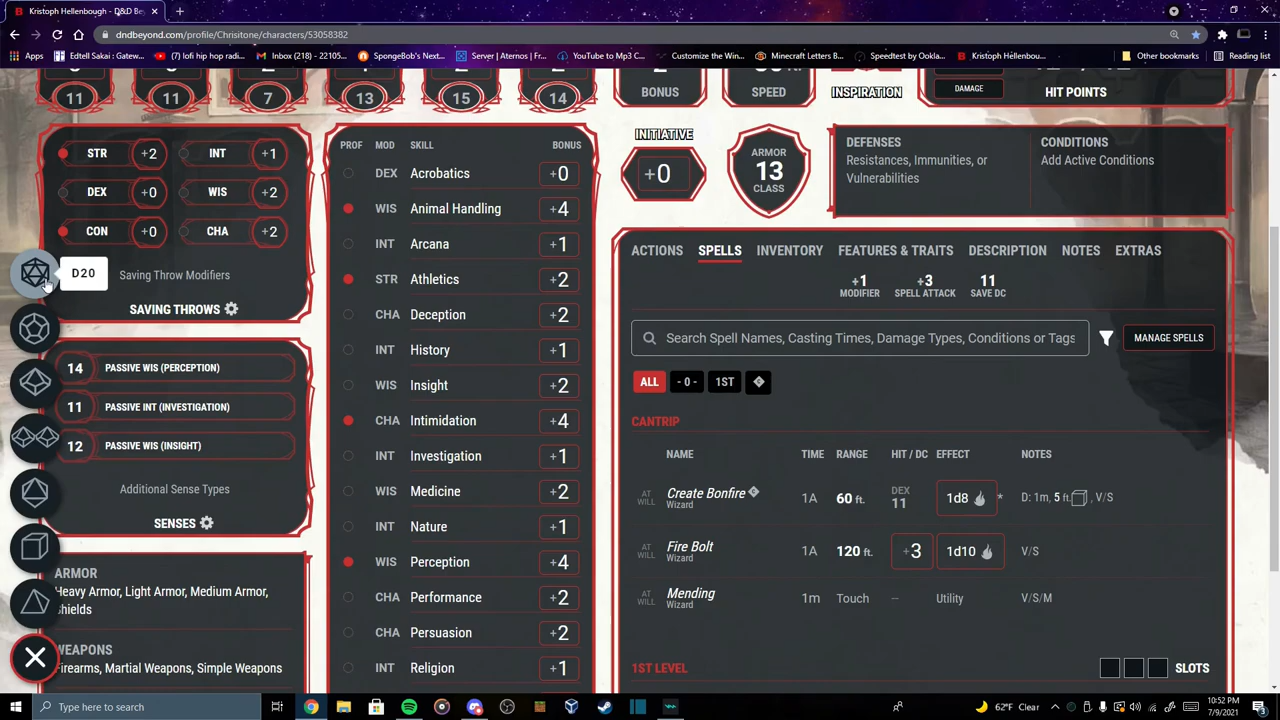 Kristoph Hellenbough - D&D Be
dndbeyond.com/profile/Chrisitone/characters/53058382
Apps
Edtell Sakai : Gatew...
(7) lofi hip hop radi...
Inbox (218) - 22105...
SpongeBob's Next...
Server | Aternos | Fr...
YouTube to Mp3 C...
Customize the Win...
Minecraft Letters B...
Speedtest by Ookla...
Kristoph Hellenbou...
Other bookmarks
Reading list
11 11 7 13 15 14
BONUS
SPEED
INSPIRATION
DAMAGE
HIT POINTS
STR +2 INT +1
DEX +0 WIS +2
CON +0 CHA +2
D20
Saving Throw Modifiers
SAVING THROWS
14 PASSIVE WIS (PERCEPTION)
11 PASSIVE INT (INVESTIGATION)
12 PASSIVE WIS (INSIGHT)
Additional Sense Types
SENSES
ARMOR
Heavy Armor, Light Armor, Medium Armor,
Shields
WEAPONS
Firearms, Martial Weapons, Simple Weapons
PROF MOD SKILL BONUS
DEX Acrobatics +0
WIS Animal Handling +4
INT Arcana +1
STR Athletics +2
CHA Deception +2
INT History +1
WIS Insight +2
CHA Intimidation +4
INT Investigation +1
WIS Medicine +2
INT Nature +1
WIS Perception +4
CHA Performance +2
CHA Persuasion +2
INT Religion +1
INITIATIVE
+0
ARMOR
13
CLASS
DEFENSES
Resistances, Immunities, or
Vulnerabilities
CONDITIONS
Add Active Conditions
ACTIONS SPELLS INVENTORY FEATURES & TRAITS DESCRIPTION NOTES EXTRAS
+1 +3 11
MODIFIER SPELL ATTACK SAVE DC
Search Spell Names, Casting Times, Damage Types, Conditions or Tags
MANAGE SPELLS
ALL - 0 - 1ST
CANTRIP
NAME TIME RANGE HIT / DC EFFECT NOTES
AT WILL Create Bonfire Wizard 1A 60 ft. DEX 11 1d8 * D: 1m, 5 ft. , V/S
AT WILL Fire Bolt Wizard 1A 120 ft. +3 1d10 V/S
AT WILL Mending Wizard 1m Touch -- Utility V/S/M
1ST LEVEL
SLOTS
Type here to search
62°F Clear
10:52 PM
7/9/2021
3